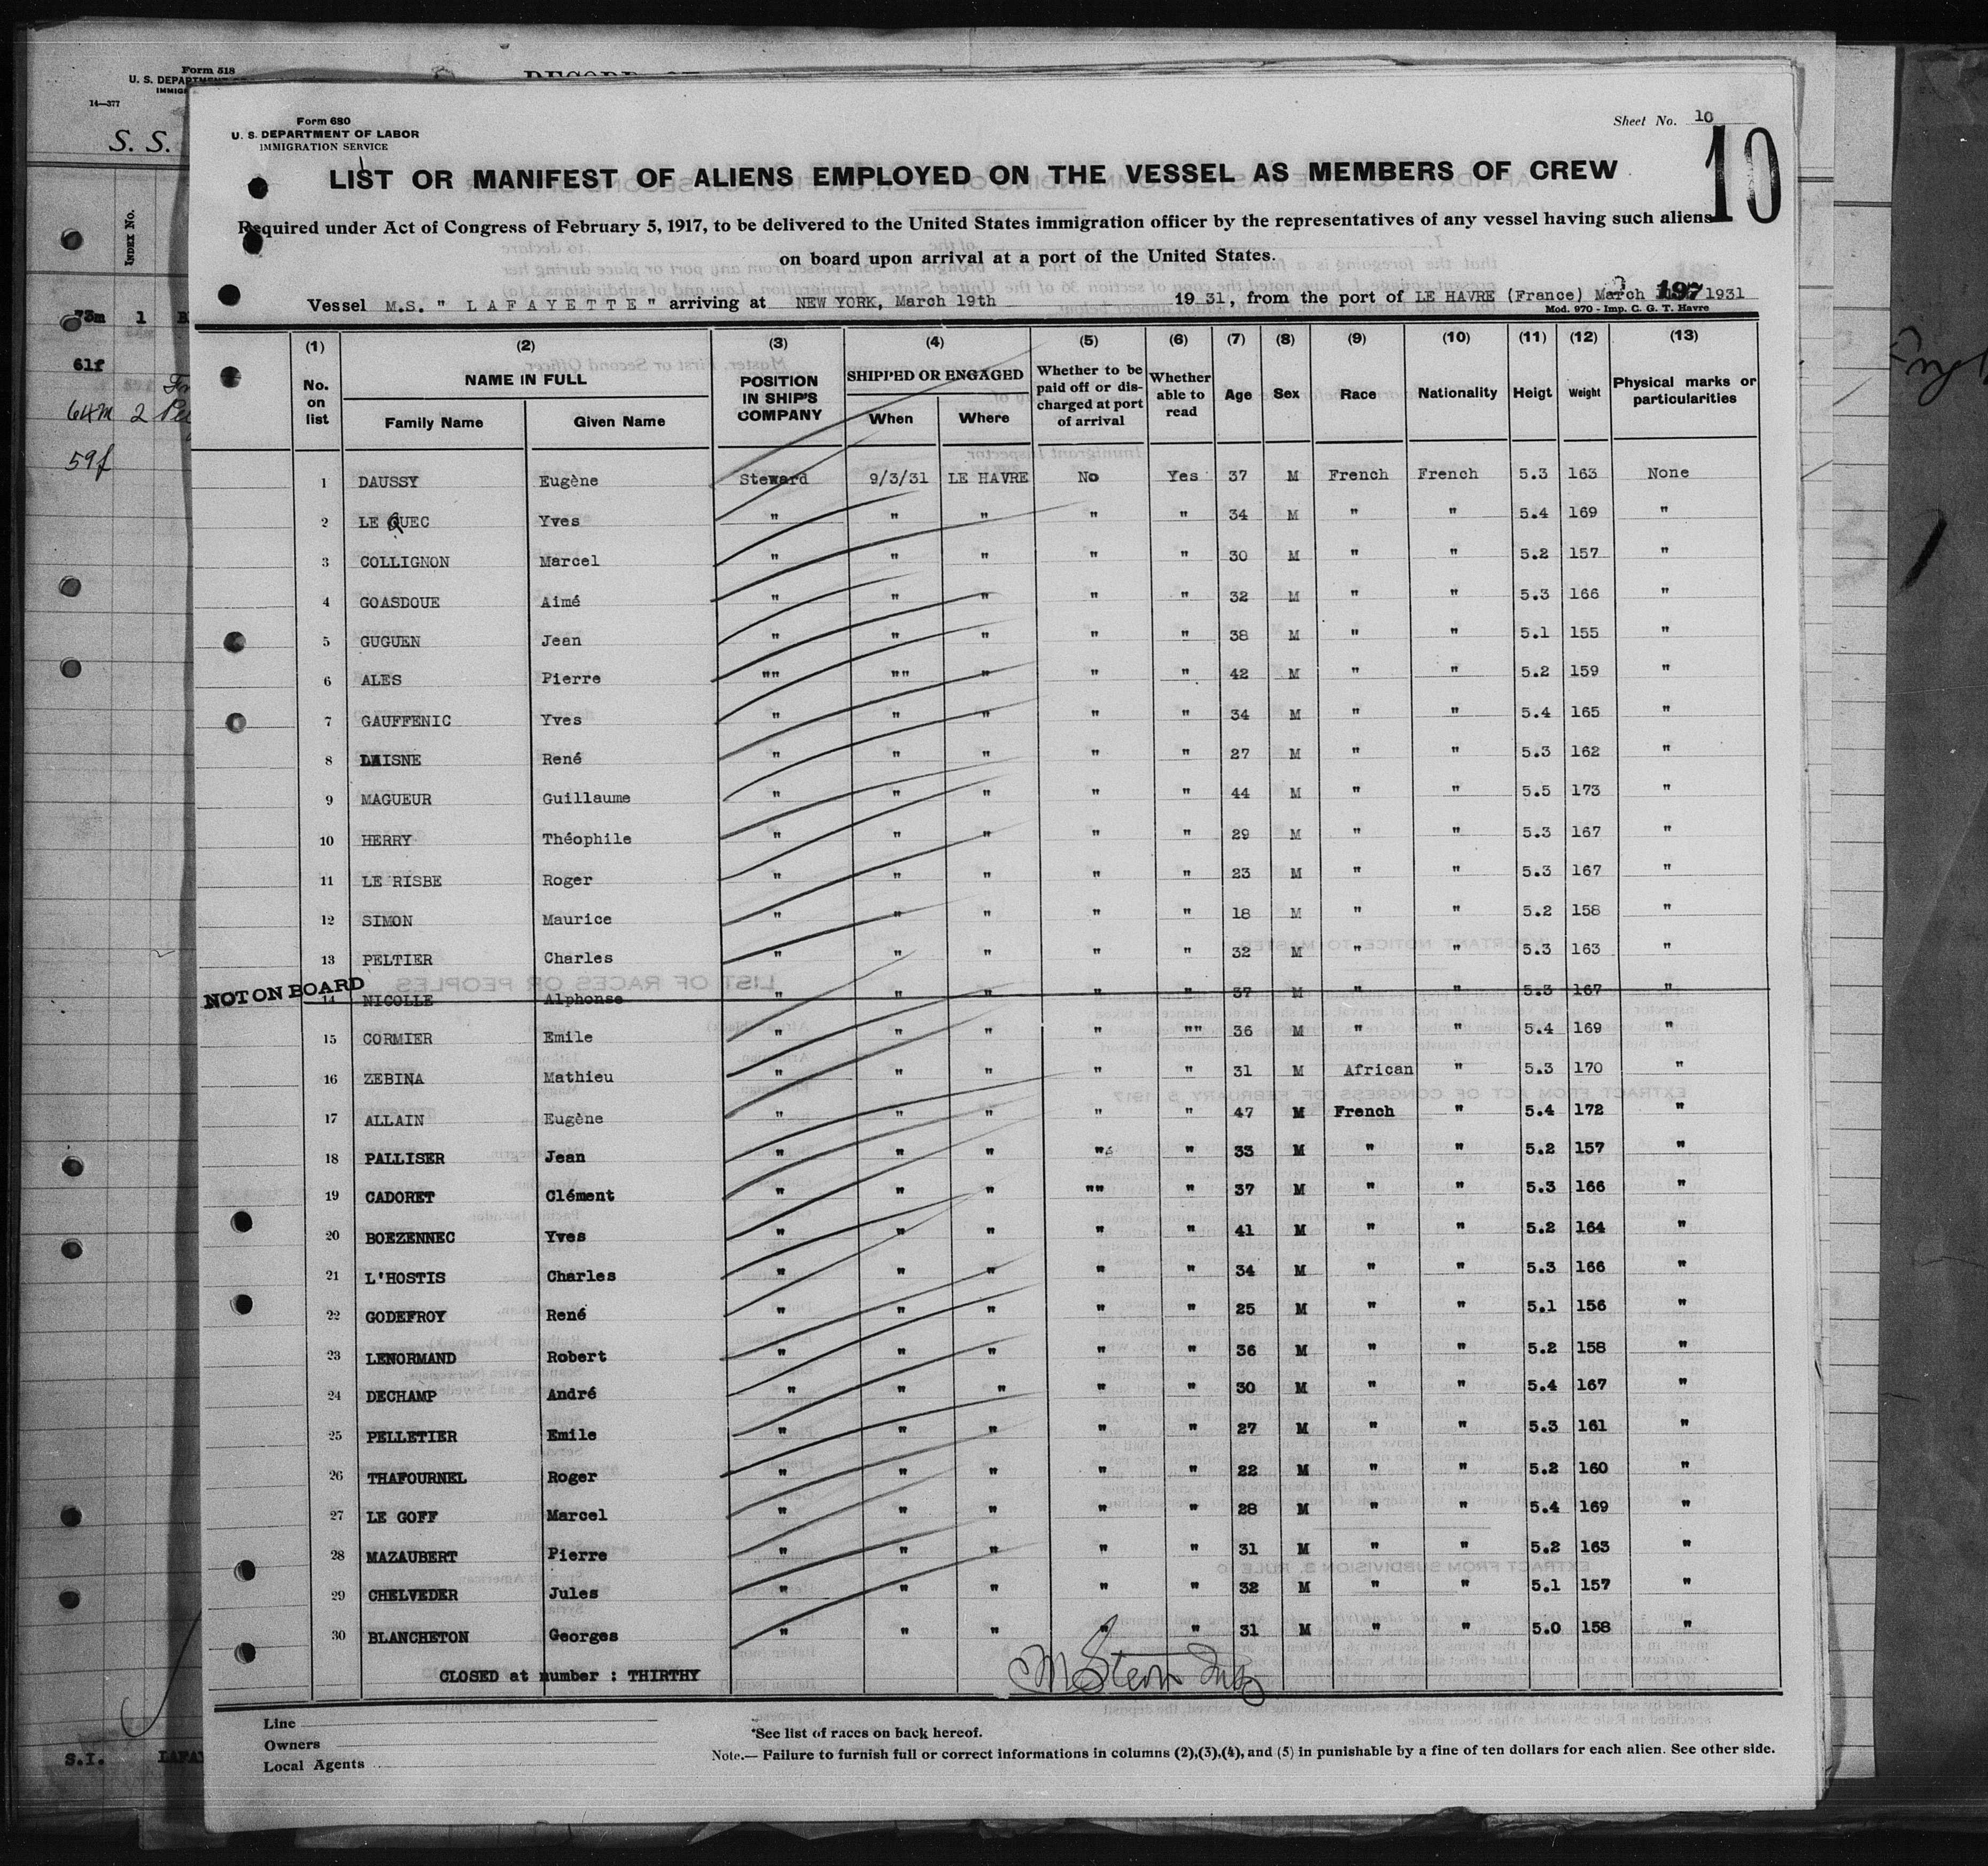 Form 518
U. S. DEPARTMENT
14—377
S. S.
INDEX No.
73m 1
61f
64M 2
59f
S.I.
Form 680
U. S. DEPARTMENT OF LABOR
IMMIGRATION SERVICE
Sheet No. 10
10
LIST OR MANIFEST OF ALIENS EMPLOYED ON THE VESSEL AS MEMBERS OF CREW
Required under Act of Congress of February 5, 1917, to be delivered to the United States immigration officer by the representatives of any vessel having such aliens
on board upon arrival at a port of the United States.
Vessel M.S. " LAFAYETTE " arriving at NEW YORK, March 19th 19 31, from the port of LE HAVRE (France) March 1931
197
Mod. 970 - Imp. C. G. T. Havre
(1) (2) (3) (4) (5) (6) (7) (8) (9) (10) (11) (12) (13)
No. on list NAME IN FULL Family Name Given Name POSITION IN SHIP'S COMPANY SHIPPED OR ENGAGED When Where Whether to be paid off or discharged at port of arrival Whether able to read Age Sex Race Nationality Heigt Weight Physical marks or particularities
1 DAUSSY Eugène Steward 9/3/31 LE HAVRE No Yes 37 M French French 5.3 163 None
2 LE QUEC Yves " " " " " 34 M " " 5.4 169 "
3 COLLIGNON Marcel " " " " " 30 M " " 5.2 157 "
4 GOASDOUE Aimé " " " " " 32 M " " 5.3 166 "
5 GUGUEN Jean " " " " " 38 M " " 5.1 155 "
6 ALES Pierre "" "" " " " 42 M " " 5.2 159 "
7 GAUFFENIC Yves " " " " " 34 M " " 5.4 165 "
8 LAISNE René " " " " " 27 M " " 5.3 162 "
9 MAGUEUR Guillaume " " " " " 44 M " " 5.5 173 "
10 HERRY Théophile " " " " " 29 M " " 5.3 167 "
11 LE RISBE Roger " " " " " 23 M " " 5.3 167 "
12 SIMON Maurice " " " " " 18 M " " 5.2 158 "
13 PELTIER Charles " " " " " 32 M " " 5.3 163 "
NOT ON BOARD 14 NICOLLE Alphonse " " " " " 37 M " " 5.3 167 "
15 CORMIER Emile " " " " "" 36 M " " 5.4 169 "
16 ZEBINA Mathieu " " " " " 31 M African " 5.3 170 "
17 ALLAIN Eugène " " " " " 47 M French " 5.4 172 "
18 PALLISER Jean " " " " " 33 M " " 5.2 157 "
19 CADORET Clément " " " "" " 37 M " " 5.3 166 "
20 BOEZENNEC Yves " " " " " 41 M " " 5.2 164 "
21 L'HOSTIS Charles " " " " " 34 M " " 5.3 166 "
22 GODEFROY René " " " " " 25 M " " 5.1 156 "
23 LENORMAND Robert " " " " " 36 M " " 5.2 158 "
24 DECHAMP André " " " " " 30 M " " 5.4 167 "
25 PELLETIER Emile " " " " " 27 M " " 5.3 161 "
26 THAFOURNEL Roger " " " " " 22 M " " 5.2 160 "
27 LE GOFF Marcel " " " " " 28 M " " 5.4 169 "
28 MAZAUBERT Pierre " " " " " 31 M " " 5.2 163 "
29 CHELVEDER Jules " " " " " 32 M " " 5.1 157 "
30 BLANCHETON Georges " " " " " 31 M " " 5.0 158 "
CLOSED at number : THIRTHY
M Stern
Line
Owners
Local Agents
*See list of races on back hereof.
Note.— Failure to furnish full or correct informations in columns (2),(3),(4), and (5) in punishable by a fine of ten dollars for each alien. See other side.